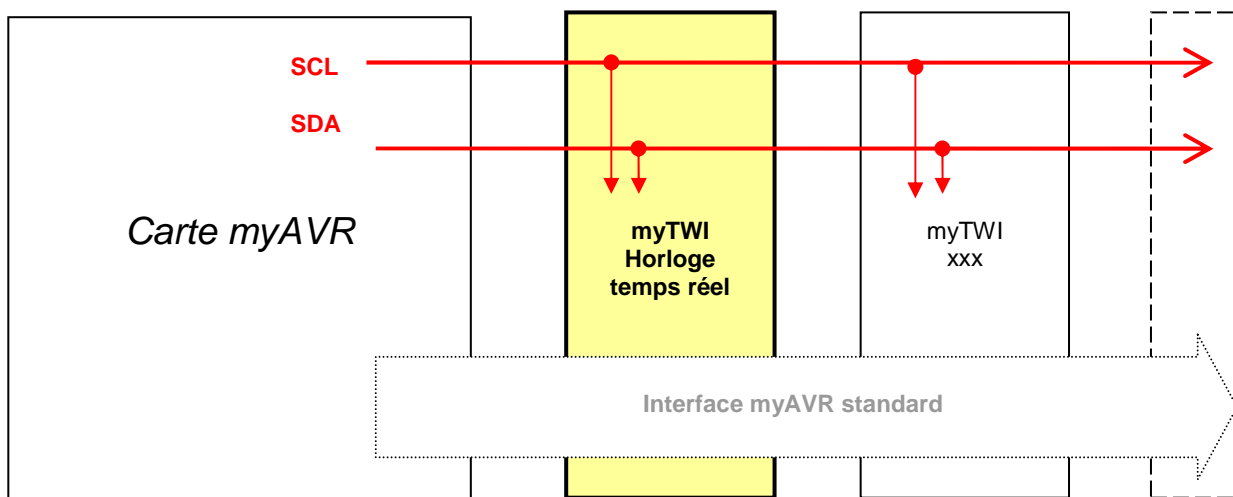 SCL
SDA
Carte myAVR
myTWI
Horloge
temps réel
myTWI
xxx
Interface myAVR standard